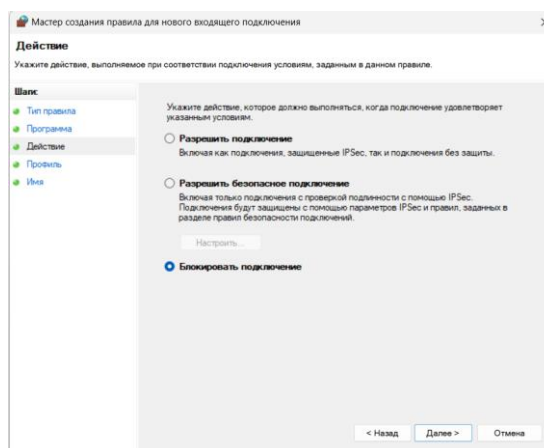 Мастер создания правила для нового входящего подключения
Действие
Укажите действие, выполняемое при соответствии подключения условиям, заданным в данном правиле.
Шаги:
Тип правила
Программа
Действие
Профиль
Имя
Укажите действие, которое должно выполняться, когда подключение удовлетворяет
указанным условиям.
Разрешить подключение
Включая как подключения, защищенные IPSec, так и подключения без защиты.
Разрешить безопасное подключение
Включая только подключения с проверкой подлинности с помощью IPSec.
Подключения будут защищены с помощью параметров IPSec и правил, заданных в
разделе правил безопасности подключений.
Настроить...
Блокировать подключение
< Назад
Далее >
Отмена